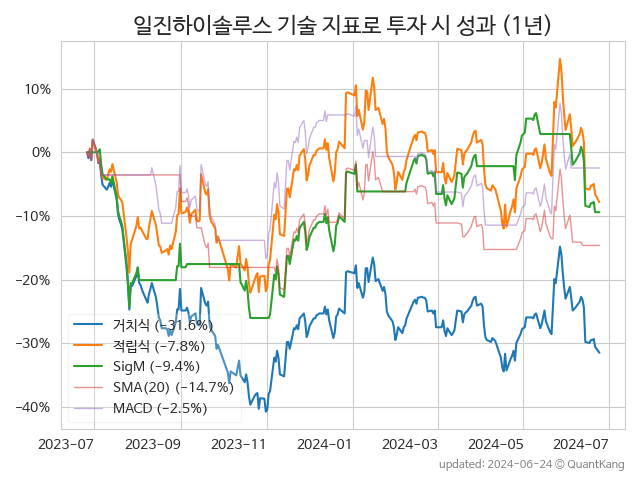 일진하이솔루스 기술 지표로 투자 시 성과 (1년)
10%
0%
−10%
−20%
−30%
−40%
거치식 (−31.6%)
적립식 (−7.8%)
SigM (−9.4%)
SMA(20) (−14.7%)
MACD (−2.5%)
2023-07 2023-09 2023-11 2024-01 2024-03 2024-05 2024-07
updated: 2024-06-24 © QuantKang